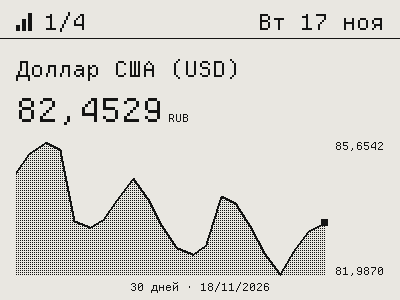 1/4 Вт 17 ноя
Доллар США (USD)
82,4529 RUB
85,6542
81,9870
30 дней · 18/11/2026